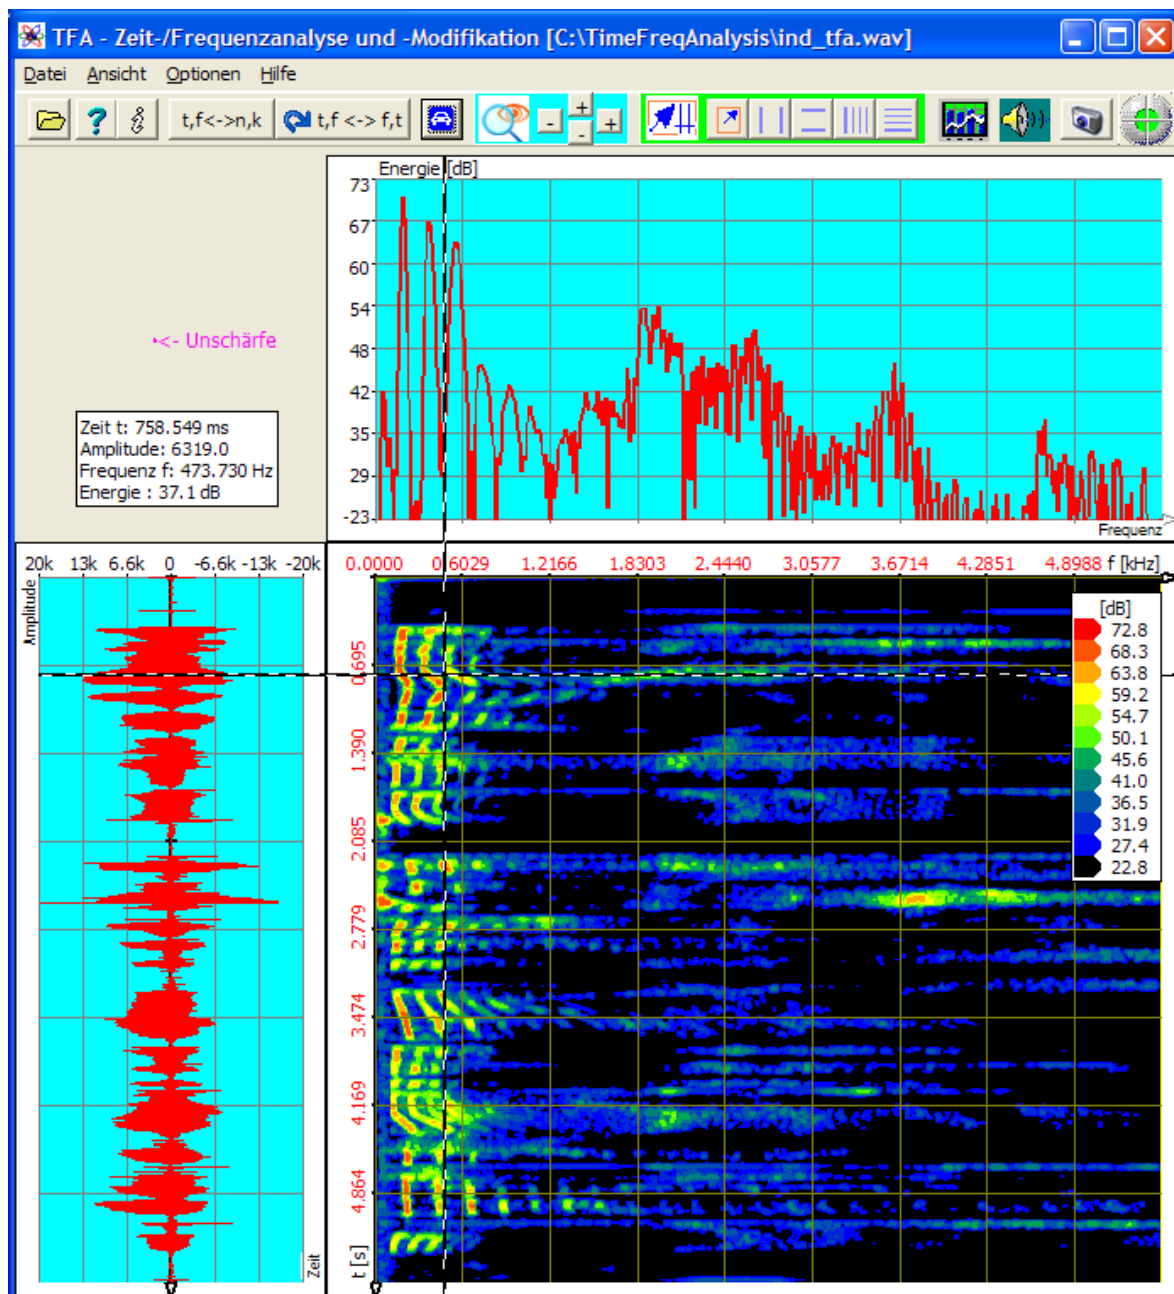 TFA - Zeit-/Frequenzanalyse und -Modifikation [C:\TimeFreqAnalysis\ind_tfa.wav]
Datei Ansicht Optionen Hilfe
? i t,f<->n,k t,f <-> f,t - + - +
Energie [dB]
73
67
60
54
48
42
35
29
-23
Frequenz
<- Unschärfe
Zeit t: 758.549 ms
Amplitude: 6319.0
Frequenz f: 473.730 Hz
Energie : 37.1 dB
20k 13k 6.6k 0 -6.6k -13k -20k
Amplitude
Zeit
0.0000 0.6029 1.2166 1.8303 2.4440 3.0577 3.6714 4.2851 4.8988 f [kHz]
0.695
1.390
2.085
2.779
3.474
4.169
4.864
t [s]
[dB]
72.8
68.3
63.8
59.2
54.7
50.1
45.6
41.0
36.5
31.9
27.4
22.8